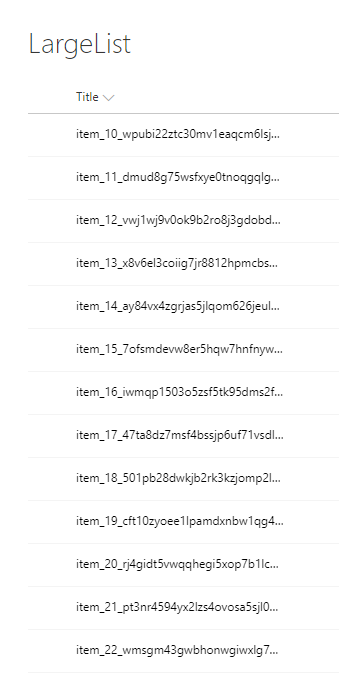 LargeList
Title
item_10_wpubi22ztc30mv1eaqcm6lsj...
item_11_dmud8g75wsfxye0tnoqgqlg...
item_12_vwj1wj9v0ok9b2ro8j3gdobd...
item_13_x8v6el3coiig7jr8812hpmcbs...
item_14_ay84vx4zgrjas5jlqom626jeul...
item_15_7ofsmdevw8er5hqw7hnfnyw...
item_16_iwmqp1503o5zsf5tk95dms2f...
item_17_47ta8dz7msf4bssjp6uf71vsdl...
item_18_501pb28dwkjb2rk3kzjomp2l...
item_19_cft10zyoee1lpamdxnbw1qg4...
item_20_rj4gidt5vwqqhegi5xop7b1lc...
item_21_pt3nr4594yx2lzs4ovosa5sjl0...
item_22_wmsgm43gwbhonwgiwxlg7...